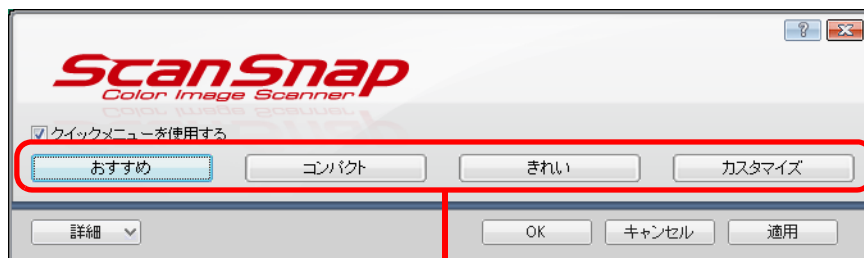 ScanSnap
Color Image Scanner
クイックメニューを使用する
おすすめ コンパクト きれい カスタマイズ
詳細 OK キャンセル 適用